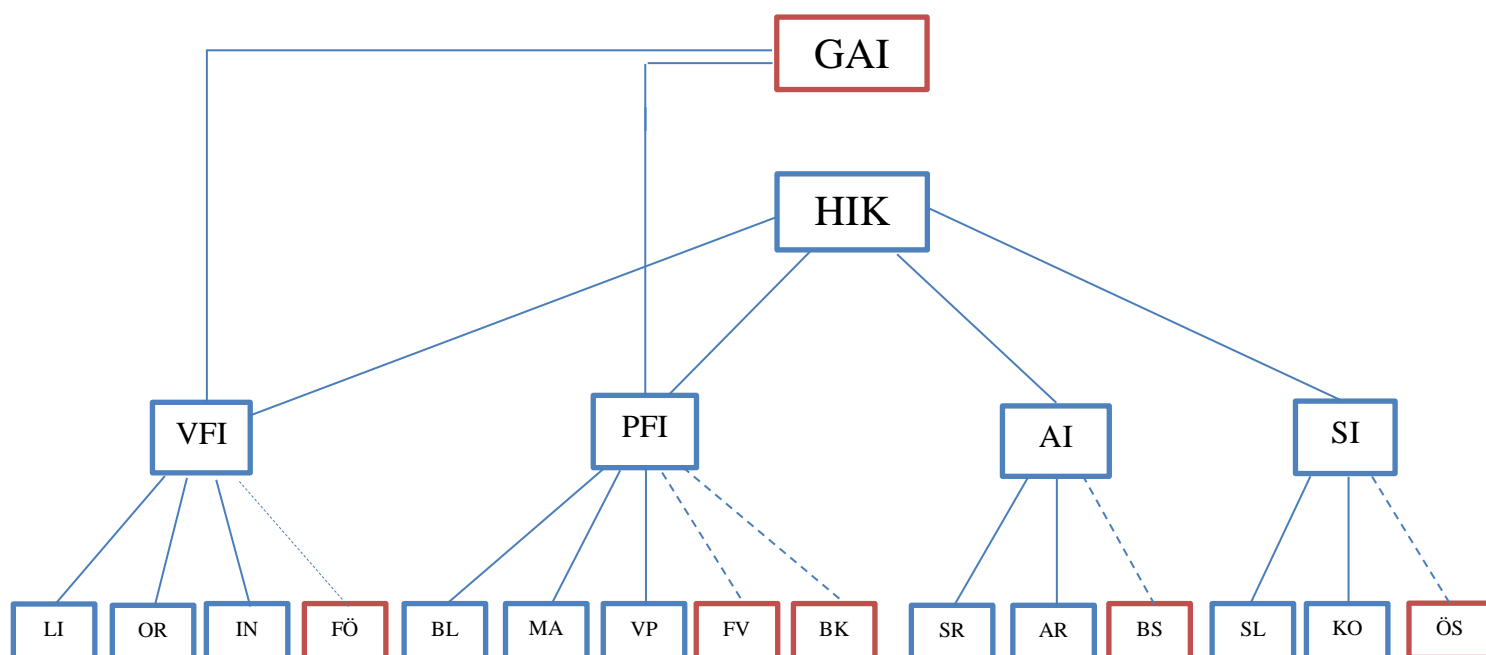 GAI
HIK
VFI
PFI
AI
SI
LI
OR
IN
FÖ
BL
MA
VP
FV
BK
SR
AR
BS
SL
KO
ÖS